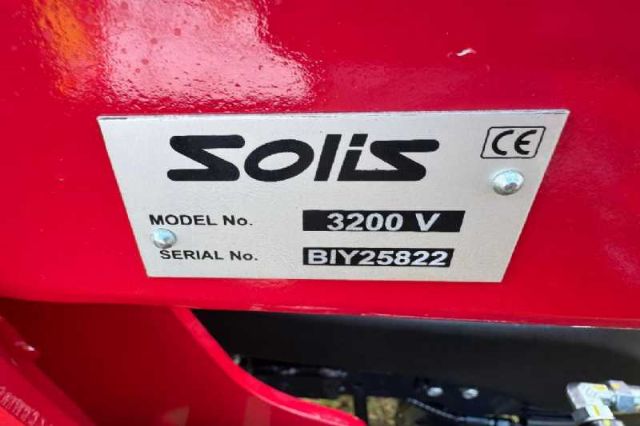 Solis
CE
MODEL No. 3200 V
SERIAL No. BIY25822